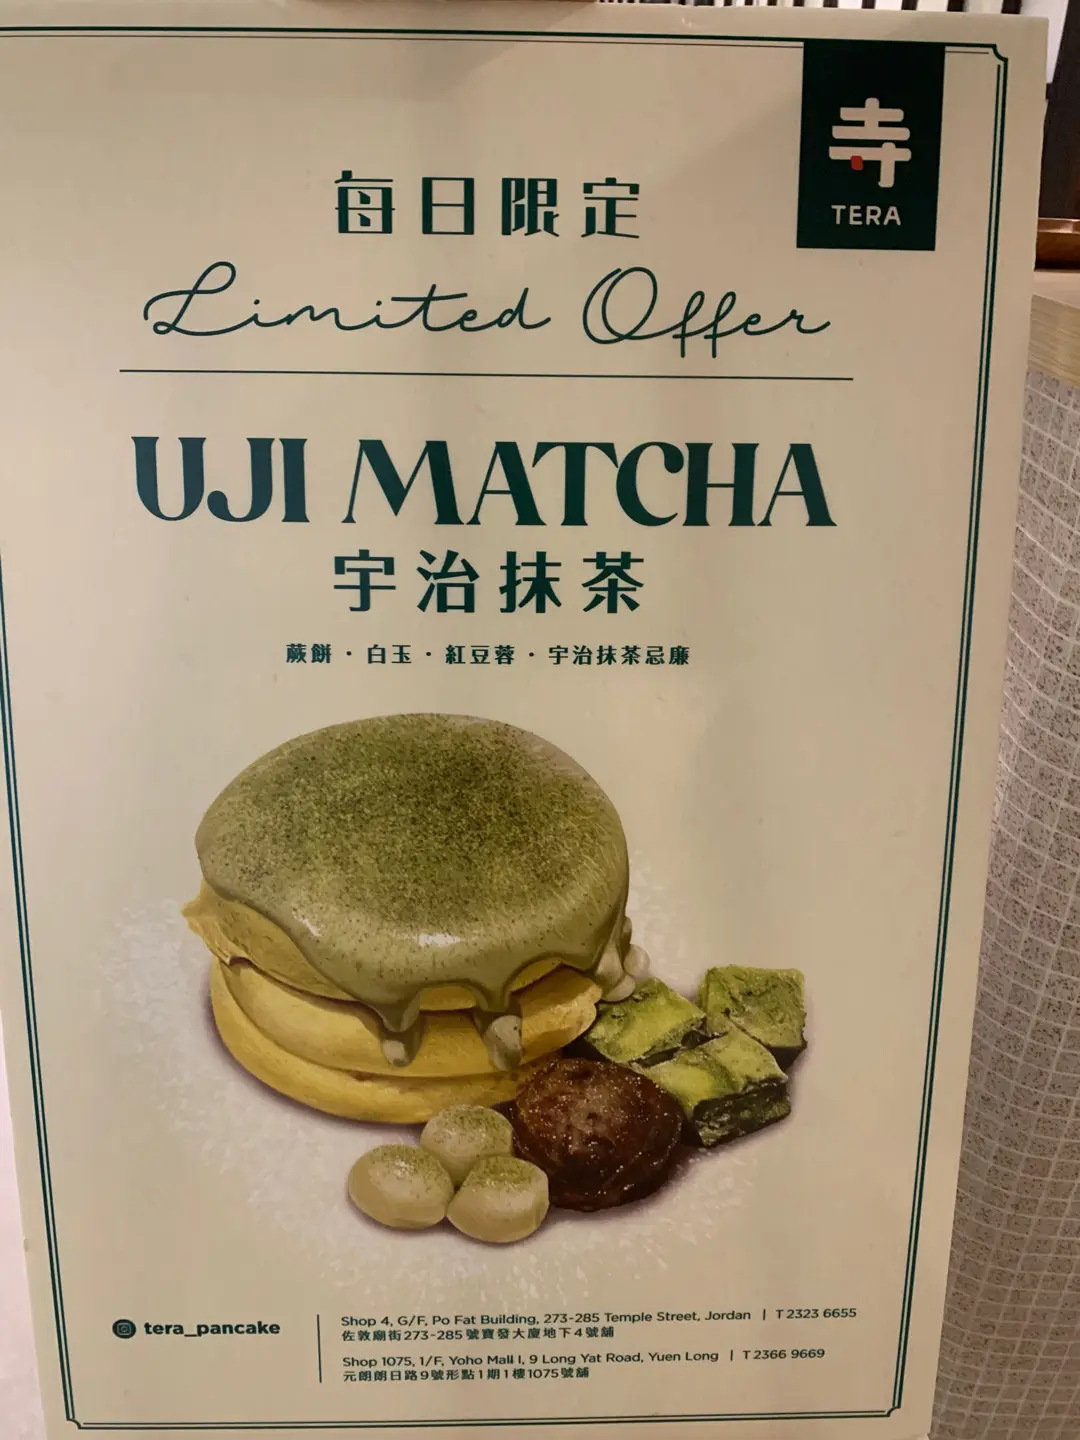 寺
TERA
每日限定
Limited Offer
UJI MATCHA
宇治抹茶
蕨餅・白玉・紅豆蓉・宇治抹茶忌廉
tera_pancake
Shop 4, G/F, Po Fat Building, 273-285 Temple Street, Jordan | T 2323 6655
佐敦廟街273-285號寶發大廈地下4號舖
Shop 1075, 1/F, Yoho Mall I, 9 Long Yat Road, Yuen Long | T 2366 9669
元朗朗日路9號形點1期1樓1075號舖